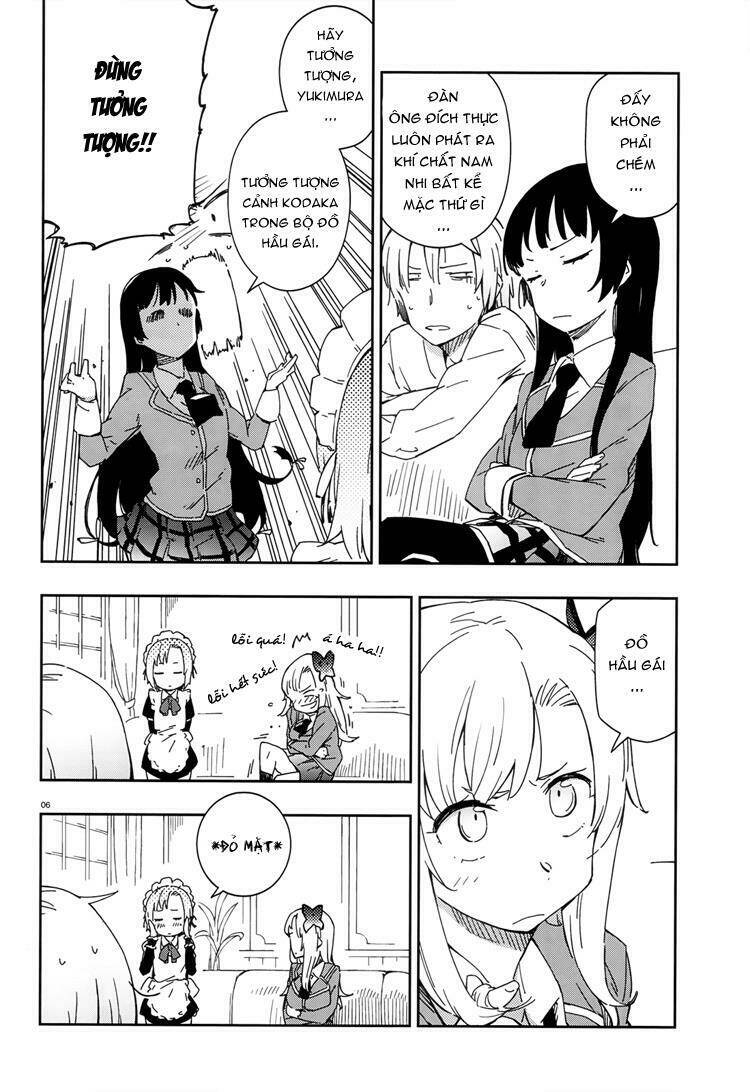 ĐẤY
KHÔNG
PHẢI
CHÉM
...
ĐÀN
ÔNG ĐÍCH THỰC
LUÔN PHÁT RA
KHÍ CHẤT NAM
NHI BẤT KỂ
MẶC THỨ GÌ
...
HÃY
TƯỞNG
TƯỢNG,
YUKIMURA
...
TƯỞNG TƯỢNG
CẢNH KODAKA
TRONG BỘ ĐỒ
HẦU GÁI.
ĐỪNG
TƯỞNG
TƯỢNG!!
ĐỒ
HẦU GÁI
...
Á ha ha!!
lỗi quá!
lỗi hết sức!
06
*ĐỎ MẶT*